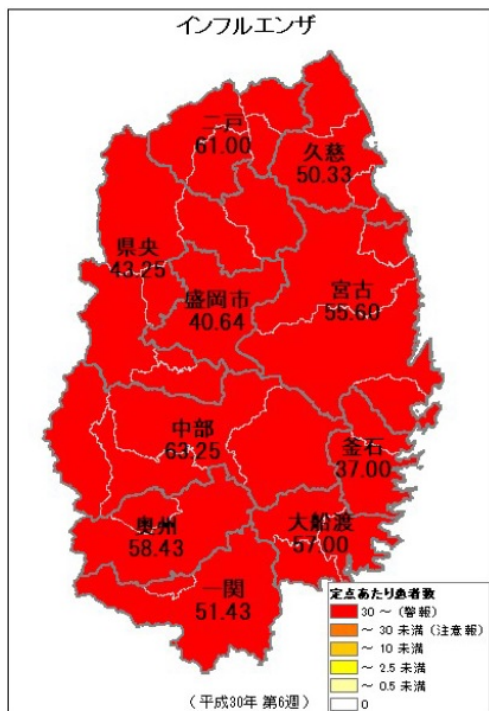 インフルエンザ
二戸
61.00
久慈
50.33
県央
43.25
盛岡市
40.64
宮古
55.60
中部
63.25
釜石
37.00
奥州
58.43
大船渡
57.00
一関
51.43
定点あたり患者数
30 ～ (警報)
～ 30 未満 (注意報)
～ 10 未満
～ 2.5 未満
～ 0.5 未満
0
( 平成30年 第6週 )